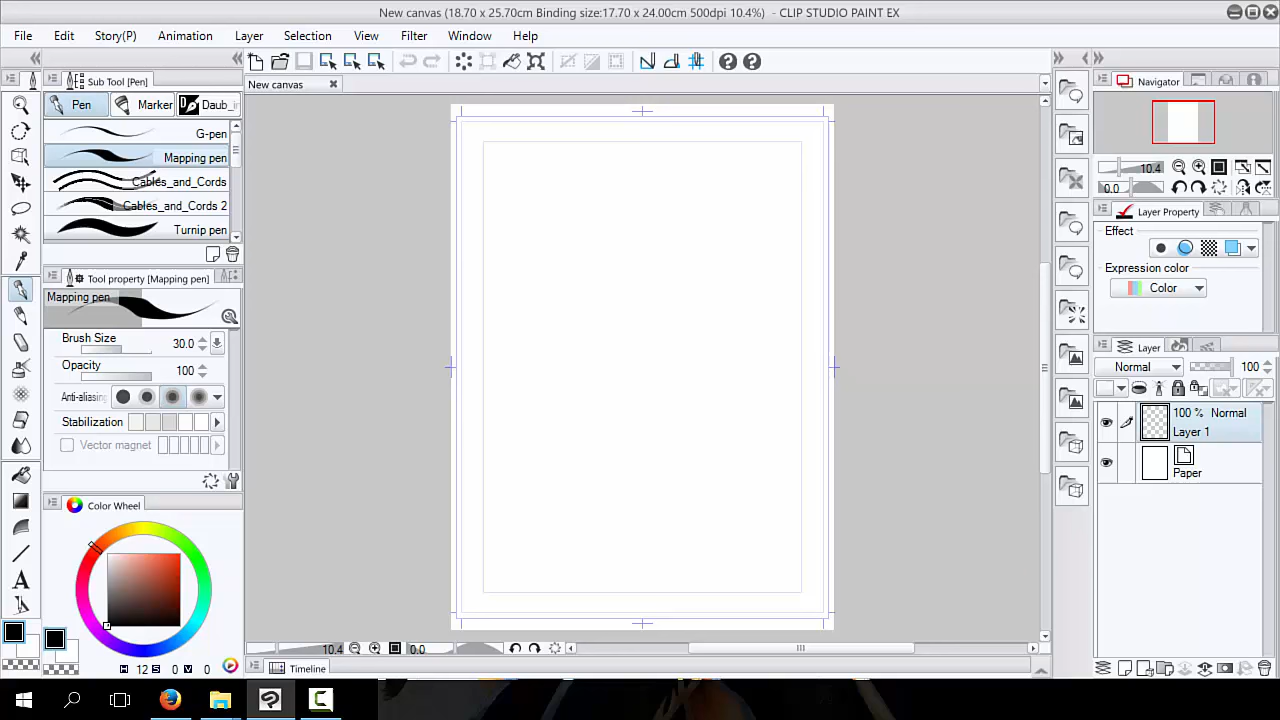 New canvas (18.70 x 25.70cm Binding size:17.70 x 24.00cm 500dpi 10.4%) - CLIP STUDIO PAINT EX
File Edit Story(P) Animation Layer Selection View Filter Window Help
Sub Tool [Pen]
New canvas
Navigator
Pen Marker Daub_in
G-pen
Mapping pen
Cables_and_Cords
Cables_and_Cords 2
Turnip pen
Tool property [Mapping pen]
Mapping pen
Brush Size 30.0
Opacity 100
Anti-aliasing
Stabilization
Vector magnet
Color Wheel
H 12 S 0 V 0
10.4 0.0
Timeline
10.4
0.0
Layer Property
Effect
Expression color
Color
Layer
Normal 100
100 % Normal
Layer 1
Paper